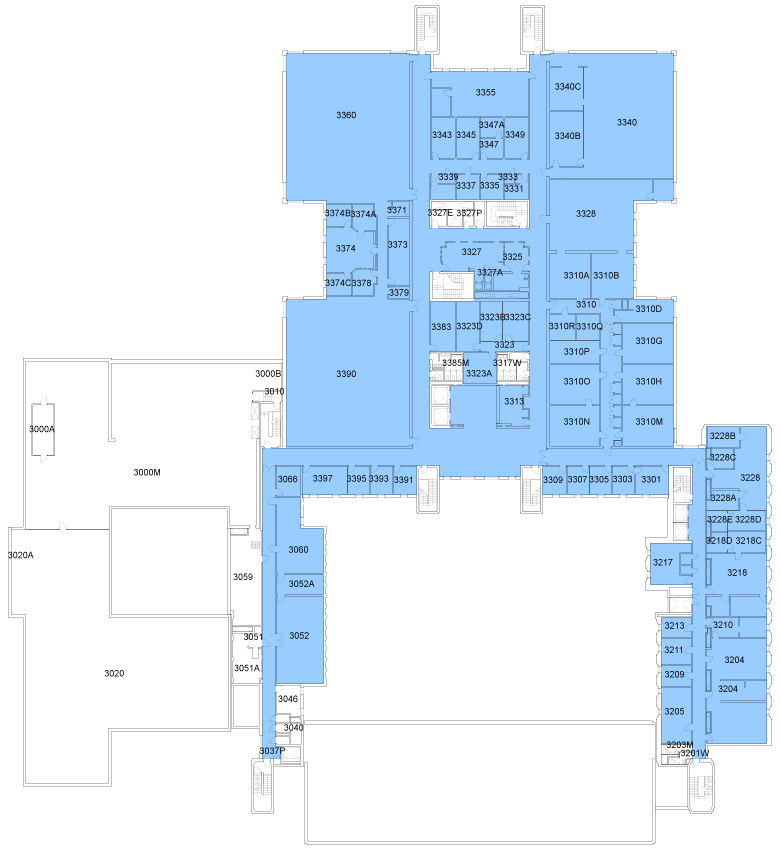 3355
3340C
3360
3340
3347A
3343
3345
3349
3340B
3347
3339
3333
3337
3335
3331
3374B
3374A
3371
3327E
3327P
3328
3374
3373
3327
3325
3327A
3310A
3310B
3374C
3378
3379
3310
3310D
3383
3323D
3323B
3323C
3310R
3310Q
3310G
3323
3310P
3385M
3317W
3390
3000B
3323A
3310O
3310H
3010
3313
3000A
3310N
3310M
3228B
3228C
3000M
3066
3397
3395
3393
3391
3309
3307
3305
3303
3301
3228
3228A
3228E
3228D
3218D
3218C
3020A
3060
3059
3217
3218
3052A
3213
3210
3051
3052
3211
3204
3051A
3209
3020
3204
3046
3205
3040
3037P
3203M
3201W